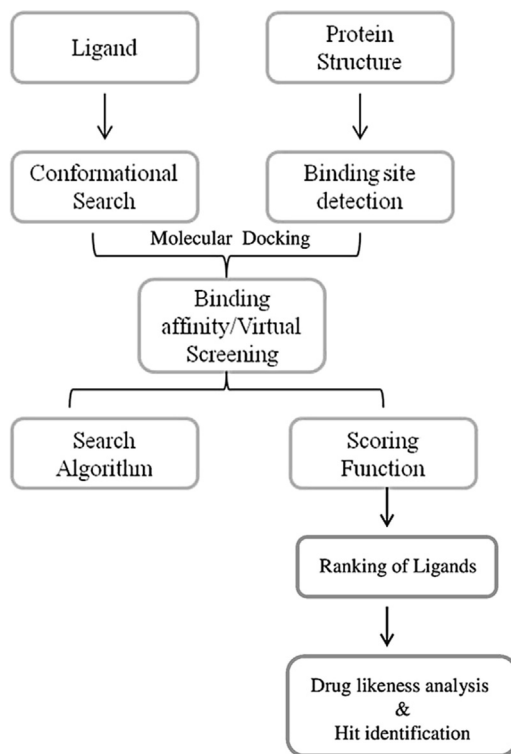 Ligand
Protein
Structure
Conformational
Search
Binding site
detection
Molecular Docking
Binding
affinity/Virtual
Screening
Search
Algorithm
Scoring
Function
Ranking of Ligands
Drug likeness analysis
&
Hit identification